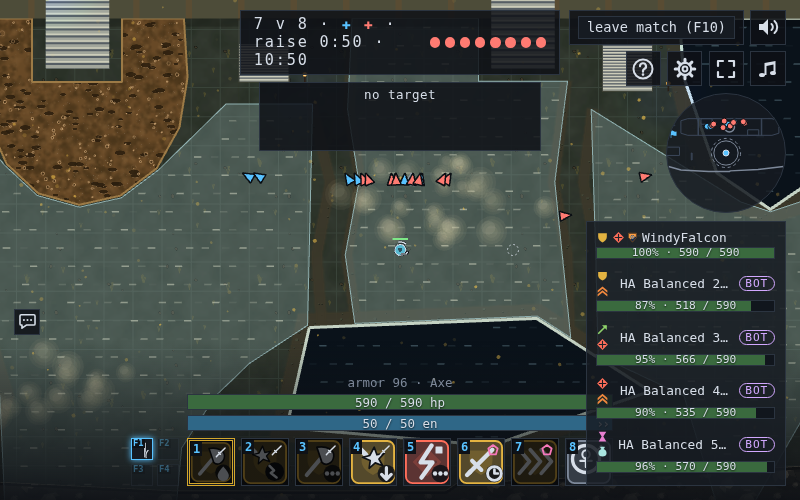 7 v 8 · + + ·
raise 0:50 ·
10:50
leave match (F10)
no target
WindyFalcon
100% · 590 / 590
HA Balanced 2… BOT
87% · 518 / 590
HA Balanced 3… BOT
95% · 566 / 590
HA Balanced 4… BOT
90% · 535 / 590
HA Balanced 5… BOT
96% · 570 / 590
armor 96 · Axe
590 / 590 hp
50 / 50 en
F1 F2
F3 F4
1 2 3 4 5 6 7 8